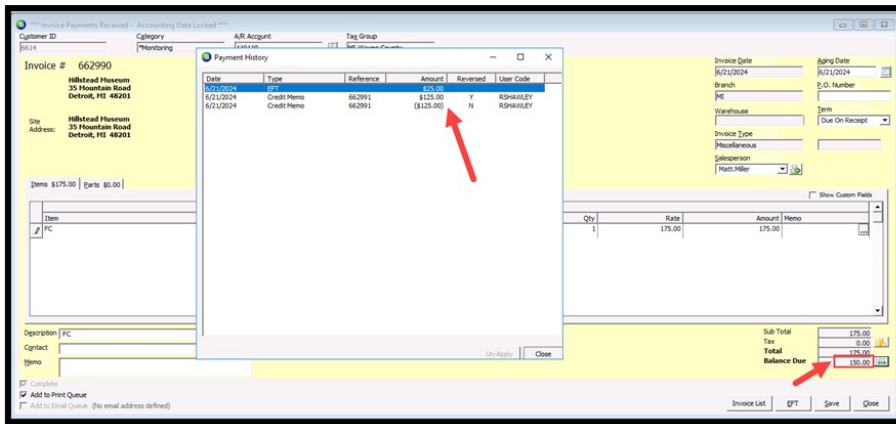 *** Invoice Payments Received - Accounting Data Locked ***
Customer ID Category A/R Account Tax Group
6614 *Monitoring
Invoice # 662990
Hillstead Museum
35 Mountain Road
Detroit, MI 48201
Site Address:
Hillstead Museum
35 Mountain Road
Detroit, MI 48201
Payment History
Date Type Reference Amount Reversed User Code
6/21/2024 EFT $25.00
6/21/2024 Credit Memo 662991 $125.00 Y RSHAWLEY
6/21/2024 Credit Memo 662991 ($125.00) N RSHAWLEY
Un-Apply Close
Invoice Date Aging Date
6/21/2024 6/21/2024
Branch P.O. Number
MI
Warehouse Term
Due On Receipt
Invoice Type
Miscellaneous
Salesperson
Matt.Miller
Items $175.00 Parts $0.00
Show Custom Fields
Item Qty Rate Amount Memo
FC 1 175.00 175.00 ...
Description FC
Contact
Memo
Sub Total 175.00
Tax 0.00
Total 175.00
Balance Due 150.00
Complete
Add to Print Queue
Add to Email Queue (No email address defined)
Invoice List EFT Save Close